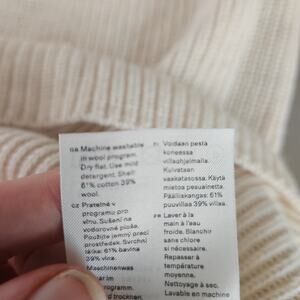 Machine washable
in wool program.
Dry flat. Use mild
detergent. Shell:
61% cotton 39%
wool.
CZ Pratelné v
programu pro
vlnu. Sušení na
vodorovné ploše.
Použijte jemný prací
prostředek. Svrchní
látka: 61% bavlna
39% vlna.
Maschinenwas
im
programm.
trocknen.
FI Voidaan pestä
koneessa
villaohjelmalla.
Kuivataan
vaakatasossa. Käytä
mietoa pesuainetta.
Päällikangas: 61%
puuvillaa 39% villaa.
FR Laver à la
main à l'eau
froide. Blanchir
sans chlore
si nécessaire.
Repasser à
température
moyenne.
Nettoyage à sec.
Lavable en machine